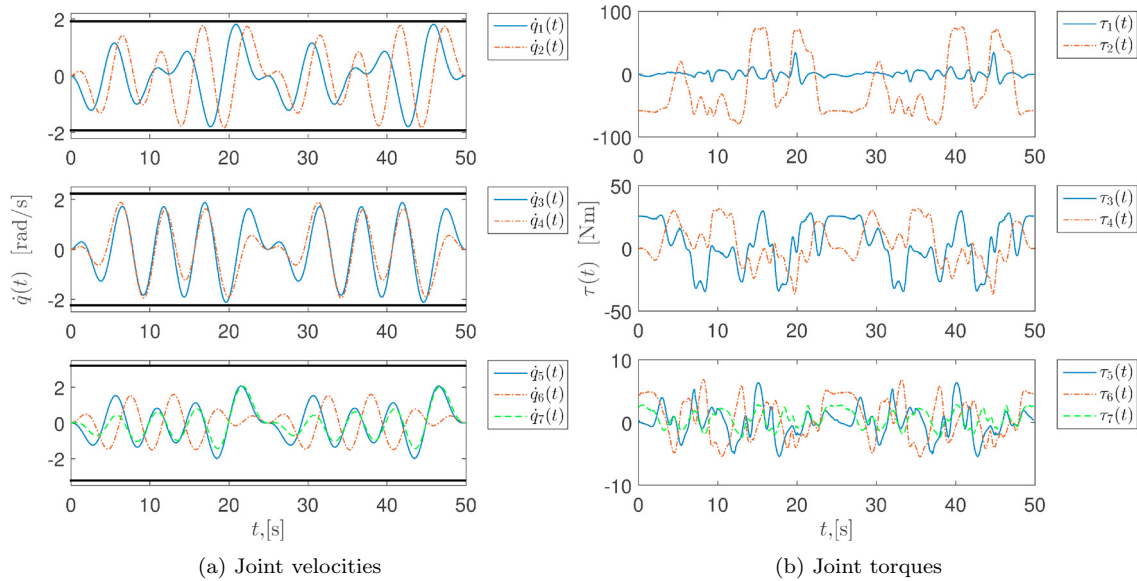 2
0
-2
0 10 20 30 40 50
q̇₁(t)
q̇₂(t)
2
0
-2
0 10 20 30 40 50
q̇₃(t)
q̇₄(t)
q̇(t) [rad/s]
2
0
-2
0 10 20 30 40 50
q̇₅(t)
q̇₆(t)
q̇₇(t)
t,[s]
(a) Joint velocities
100
0
-100
0 10 20 30 40 50
τ₁(t)
τ₂(t)
50
0
-50
0 10 20 30 40 50
τ₃(t)
τ₄(t)
τ(t) [Nm]
10
0
-10
0 10 20 30 40 50
τ₅(t)
τ₆(t)
τ₇(t)
t,[s]
(b) Joint torques